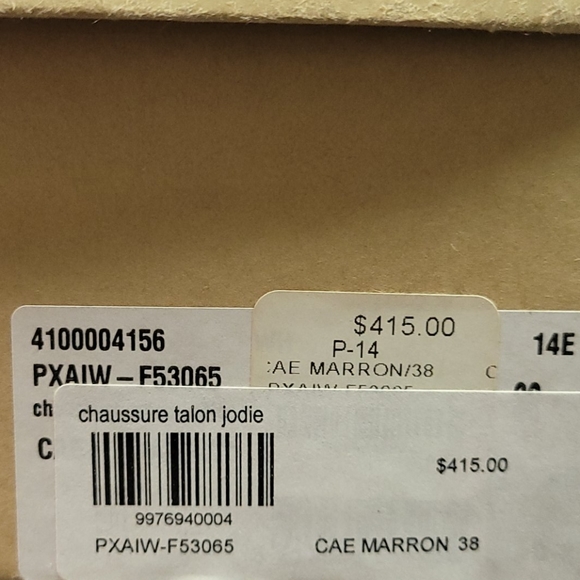 4100004156
PXAIW-F53065
ch
C
14E
$415.00
P-14
:AE MARRON/38
C
chaussure talon jodie
$415.00
9976940004
PXAIW-F53065
CAE MARRON 38